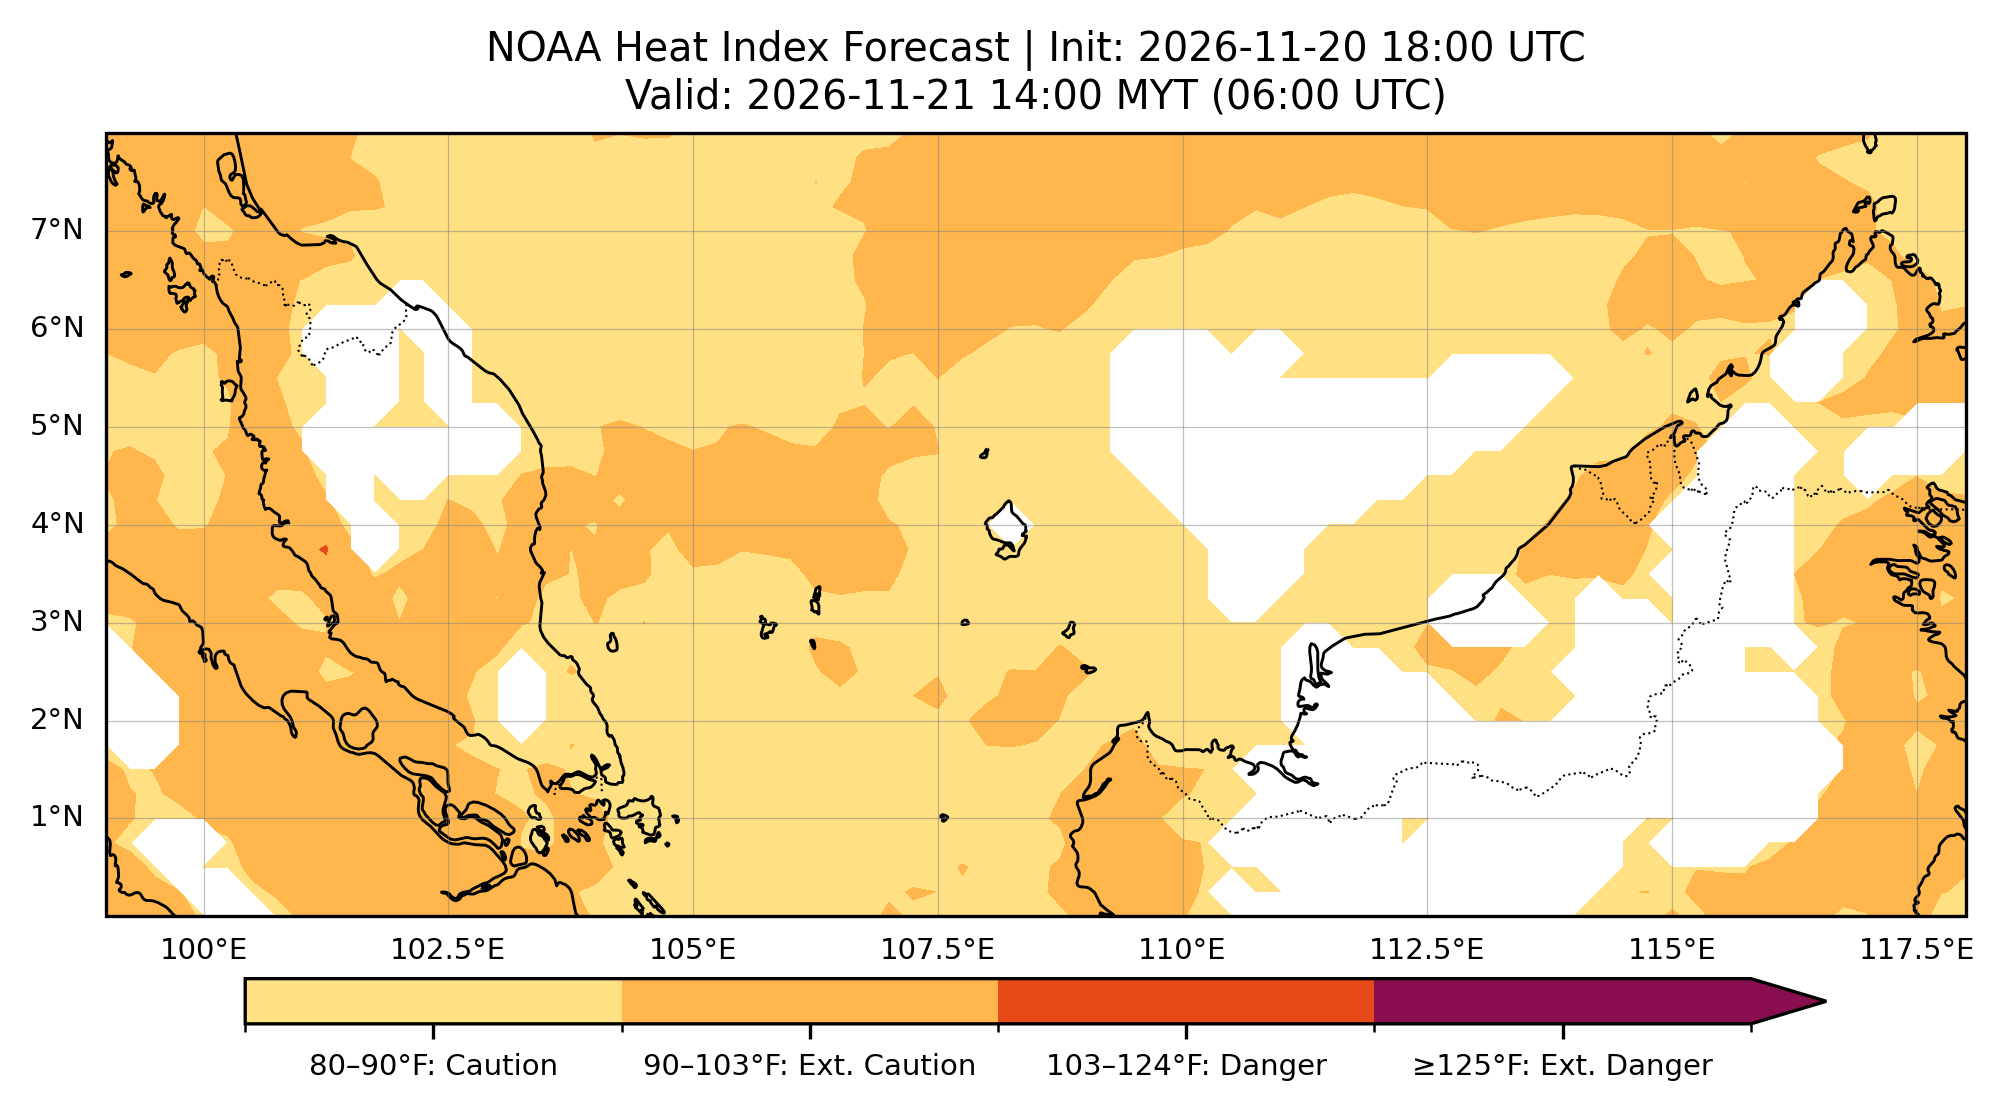 NOAA Heat Index Forecast | Init: 2026-11-20 18:00 UTC
Valid: 2026-11-21 14:00 MYT (06:00 UTC)
7°N
6°N
5°N
4°N
3°N
2°N
1°N
100°E
102.5°E
105°E
107.5°E
110°E
112.5°E
115°E
117.5°E
80–90°F: Caution
90–103°F: Ext. Caution
103–124°F: Danger
≥125°F: Ext. Danger